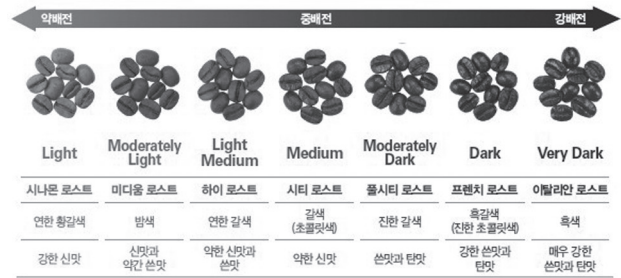 약배전 중배전 강배전
Light Moderately Light Light Medium Medium Moderately Dark Dark Very Dark
시나몬 로스트 미디움 로스트 하이 로스트 시티 로스트 풀시티 로스트 프렌치 로스트 이탈리안 로스트
연한 황갈색 밤색 연한 갈색 갈색 (초콜릿색) 진한 갈색 흑갈색 (진한 초콜릿색) 흑색
강한 신맛 신맛과 약간 쓴맛 약한 신맛과 쓴맛 약한 신맛 쓴맛과 탄맛 강한 쓴맛과 탄맛 매우 강한 쓴맛과 탄맛